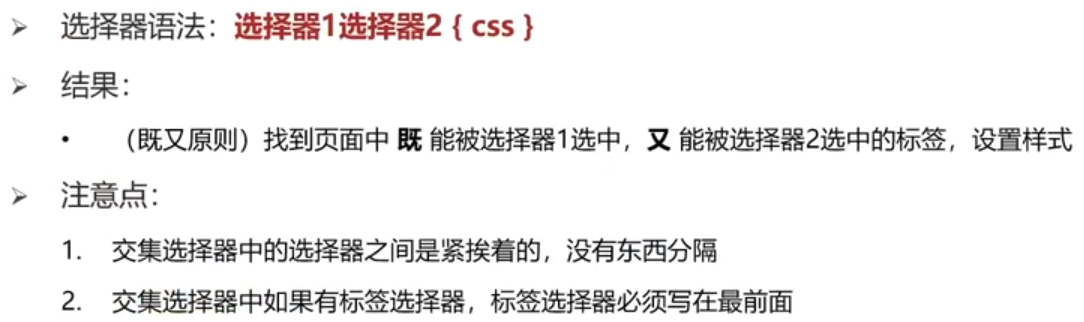 ➢ 选择器语法：选择器1选择器2 { css }
➢ 结果：
• （既又原则）找到页面中 既 能被选择器1选中，又 能被选择器2选中的标签，设置样式
➢ 注意点：
1. 交集选择器中的选择器之间是紧挨着的，没有东西分隔
2. 交集选择器中如果有标签选择器，标签选择器必须写在最前面